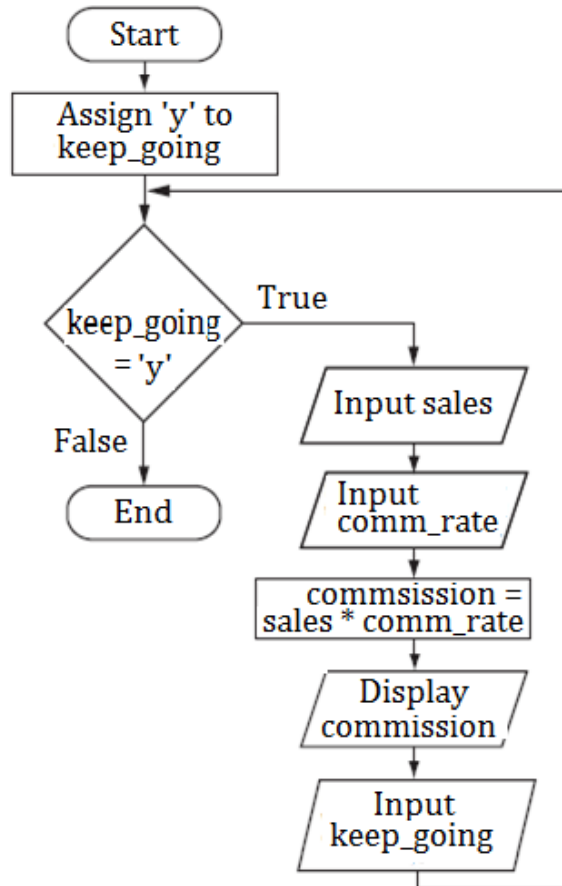 Start
Assign 'y' to
keep_going
True
keep_going
= 'y'
False
End
Input sales
Input
comm_rate
commsission =
sales * comm_rate
Display
commission
Input
keep_going